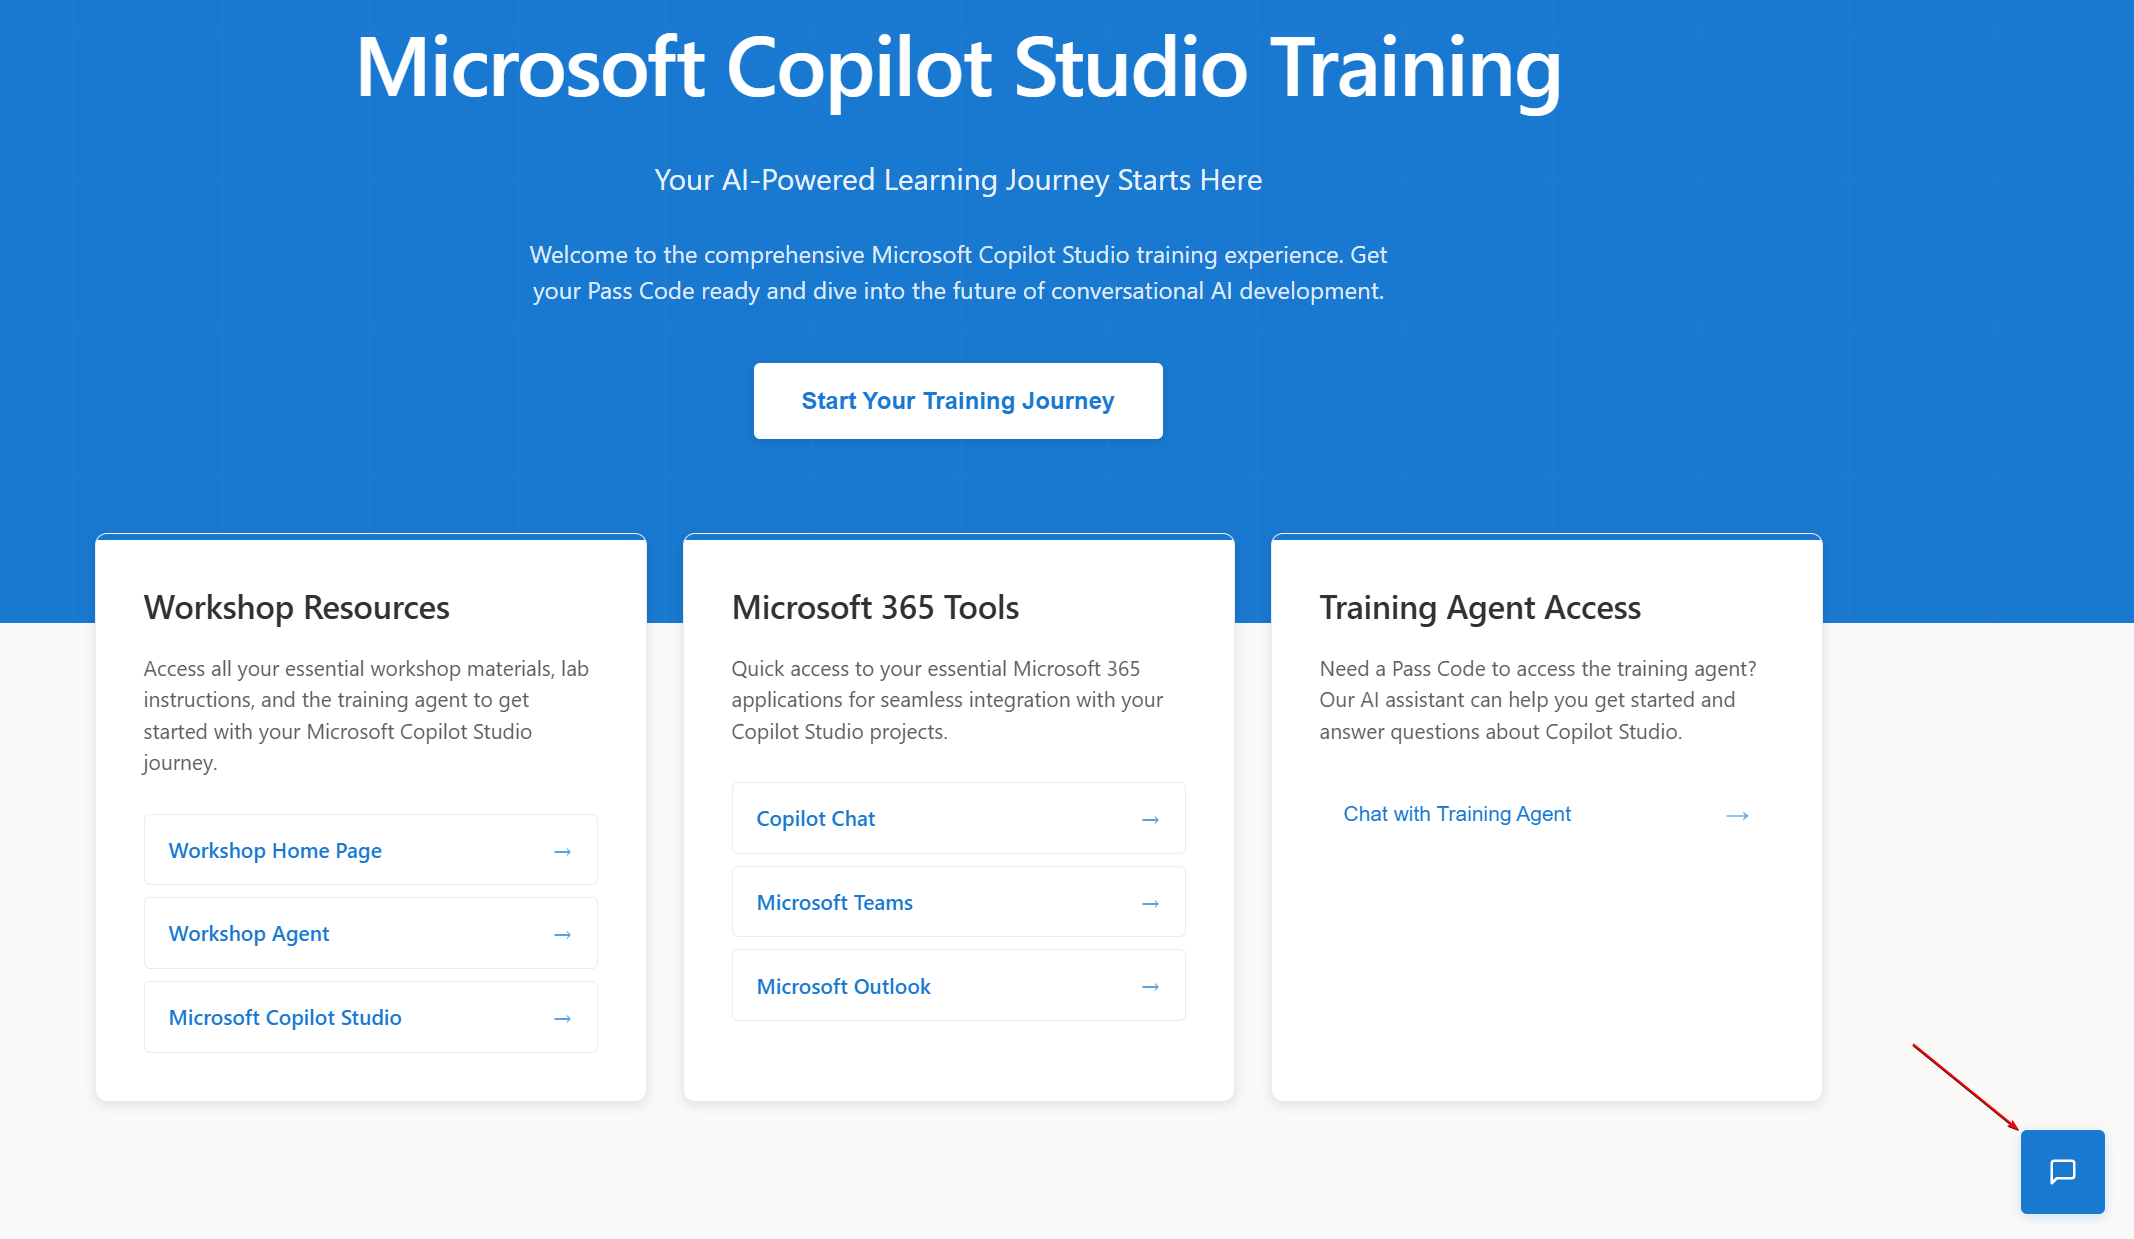 Microsoft Copilot Studio Training
Your AI-Powered Learning Journey Starts Here
Welcome to the comprehensive Microsoft Copilot Studio training experience. Get
your Pass Code ready and dive into the future of conversational AI development.
Start Your Training Journey
Workshop Resources
Access all your essential workshop materials, lab
instructions, and the training agent to get
started with your Microsoft Copilot Studio
journey.
Workshop Home Page →
Workshop Agent →
Microsoft Copilot Studio →
Microsoft 365 Tools
Quick access to your essential Microsoft 365
applications for seamless integration with your
Copilot Studio projects.
Copilot Chat →
Microsoft Teams →
Microsoft Outlook →
Training Agent Access
Need a Pass Code to access the training agent?
Our AI assistant can help you get started and
answer questions about Copilot Studio.
Chat with Training Agent →